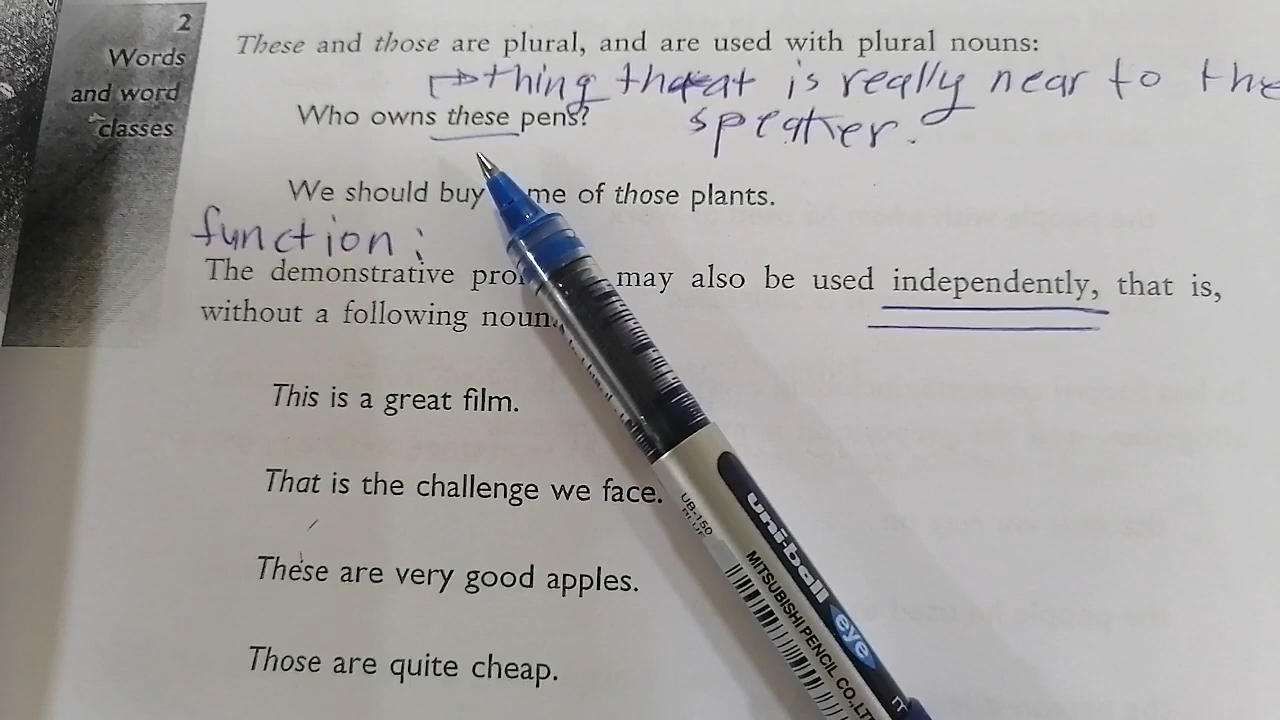 2
Words
and word
classes
These and those are plural, and are used with plural nouns:
thing that is really near to the
speaker.
Who owns these pens?
We should buy me of those plants.
function:
The demonstrative may also be used independently, that is,
without a following noun
This is a great film.
That is the challenge we face.
These are very good apples.
Those are quite cheap.
UB-150
uni-ball eye
MITSUBISHI PENCIL CO.,LT